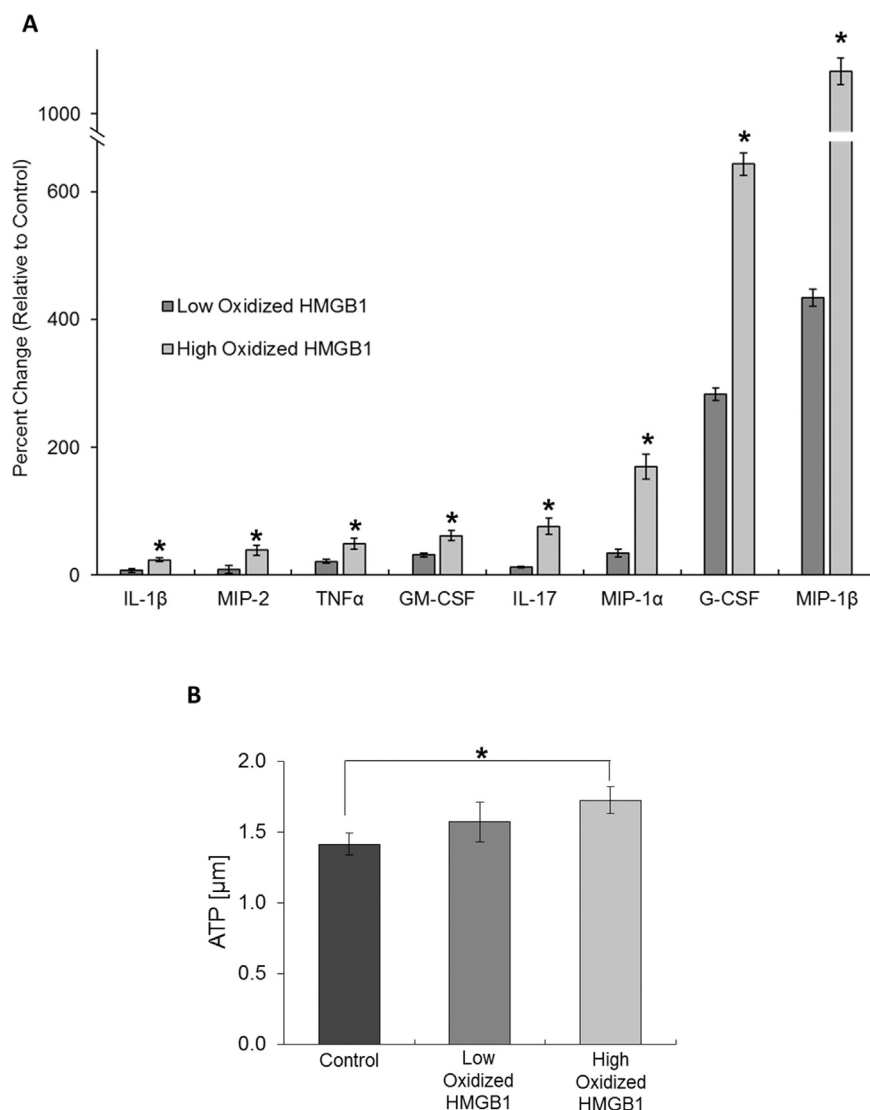 A
Percent Change (Relative to Control)
1000
600
400
200
0
Low Oxidized HMGB1
High Oxidized HMGB1
*
*
*
*
*
*
*
*
IL-1β MIP-2 TNFα GM-CSF IL-17 MIP-1α G-CSF MIP-1β
B
ATP [µm]
2.0
1.5
1.0
0.5
0.0
*
Control
Low
Oxidized
HMGB1
High
Oxidized
HMGB1